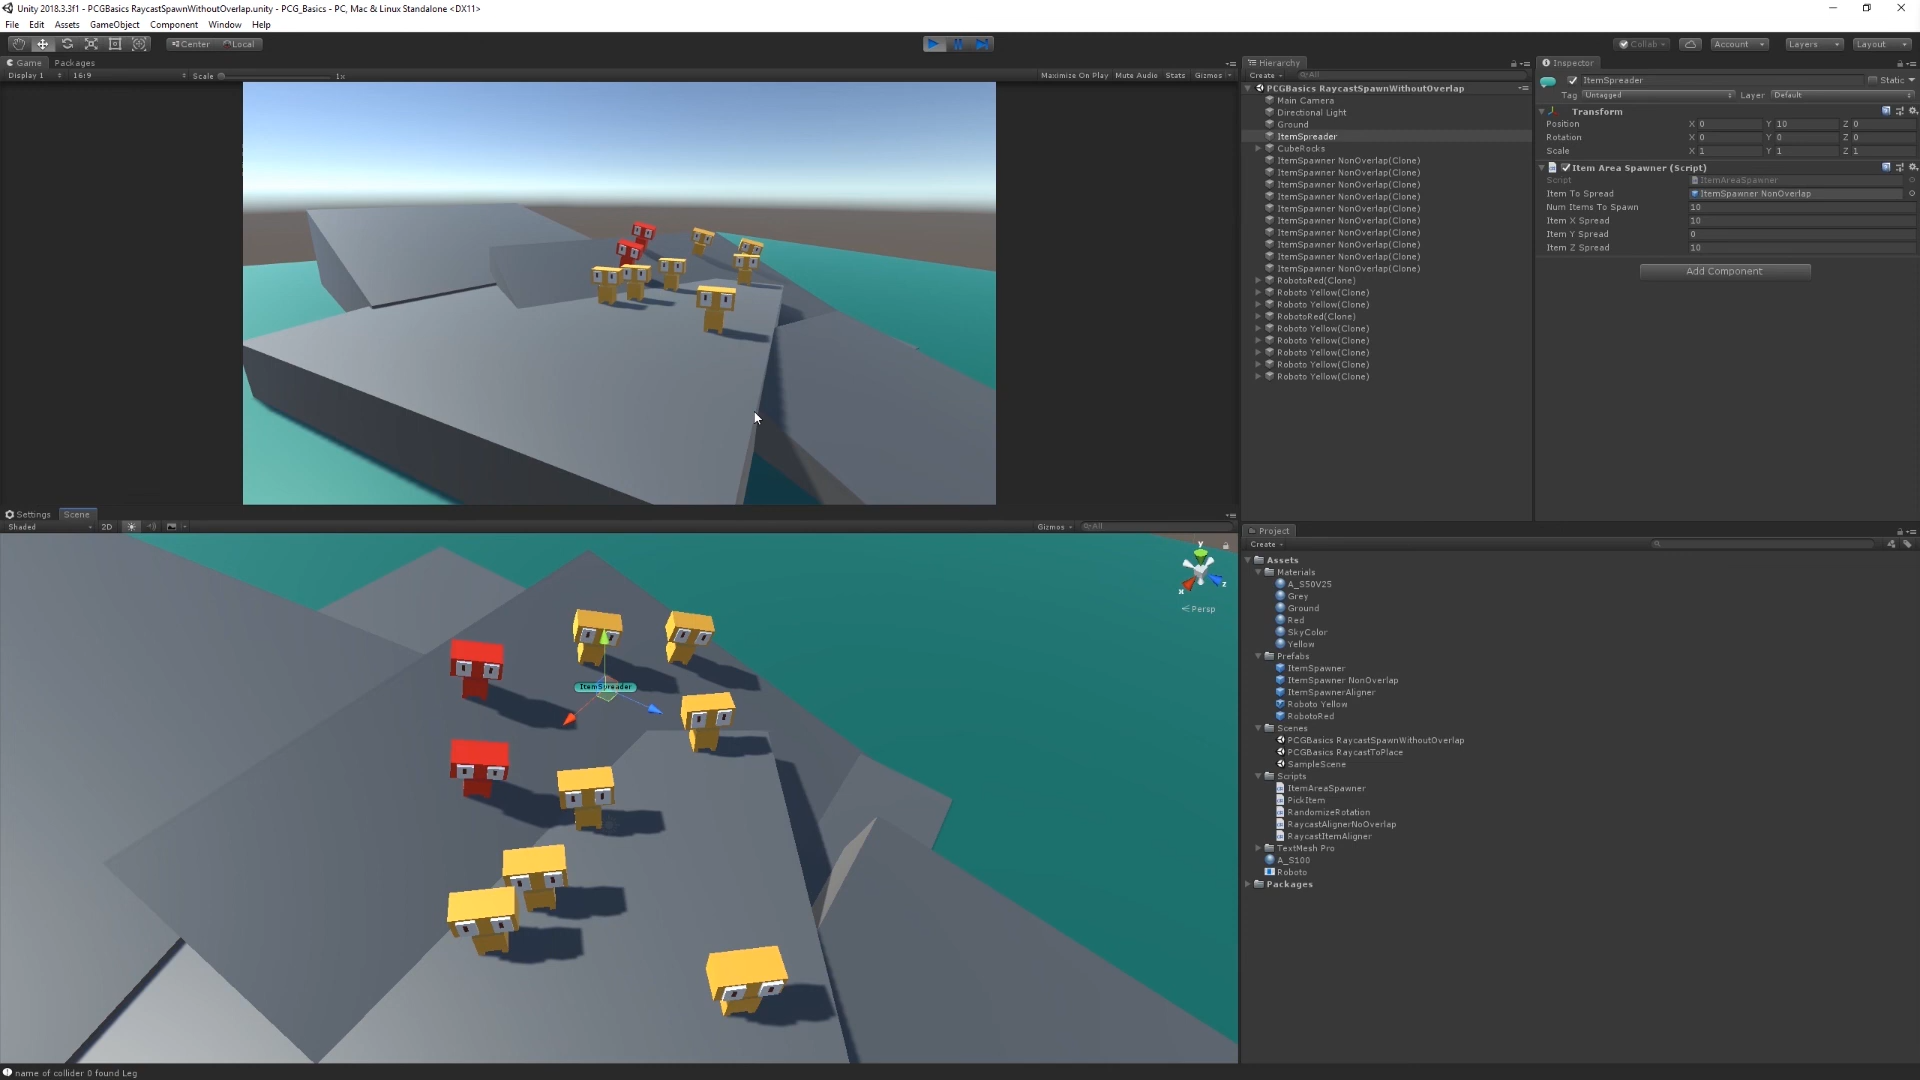 Unity 2018.3.3f1 - PCGBasics RaycastSpawnWithoutOverlap.unity - PCG_Basics - PC, Mac & Linux Standalone <DX11>
File Edit Assets GameObject Component Window Help
Center Local
Collab Account Layers Layout
Game Packages
Display 1 16:9 Scale 1x Maximize On Play Mute Audio Stats Gizmos
Settings Scene
Shaded 2D Gizmos All
y
z
x
Persp
ItemSpreader
name of collider 0 found Leg
Hierarchy
Create All
PCGBasics RaycastSpawnWithoutOverlap
Main Camera
Directional Light
Ground
ItemSpreader
CubeRocks
ItemSpawner NonOverlap(Clone)
ItemSpawner NonOverlap(Clone)
ItemSpawner NonOverlap(Clone)
ItemSpawner NonOverlap(Clone)
ItemSpawner NonOverlap(Clone)
ItemSpawner NonOverlap(Clone)
ItemSpawner NonOverlap(Clone)
ItemSpawner NonOverlap(Clone)
ItemSpawner NonOverlap(Clone)
ItemSpawner NonOverlap(Clone)
RobotoRed(Clone)
Roboto Yellow(Clone)
Roboto Yellow(Clone)
RobotoRed(Clone)
Roboto Yellow(Clone)
Roboto Yellow(Clone)
Roboto Yellow(Clone)
Roboto Yellow(Clone)
Roboto Yellow(Clone)
Inspector
ItemSpreader Static
Tag Untagged Layer Default
Transform
Position X 0 Y 10 Z 0
Rotation X 0 Y 0 Z 0
Scale X 1 Y 1 Z 1
Item Area Spawner (Script)
Script ItemAreaSpawner
Item To Spread ItemSpawner NonOverlap
Num Items To Spawn 10
Item X Spread 10
Item Y Spread 0
Item Z Spread 10
Add Component
Project
Create
Assets
Materials
A_S50V25
Grey
Ground
Red
SkyColor
Yellow
Prefabs
ItemSpawner
ItemSpawner NonOverlap
ItemSpawnerAligner
Roboto Yellow
RobotoRed
Scenes
PCGBasics RaycastSpawnWithoutOverlap
PCGBasics RaycastToPlace
SampleScene
Scripts
ItemAreaSpawner
PickItem
RandomizeRotation
RaycastAlignerNoOverlap
RaycastItemAligner
TextMesh Pro
A_S100
Roboto
Packages